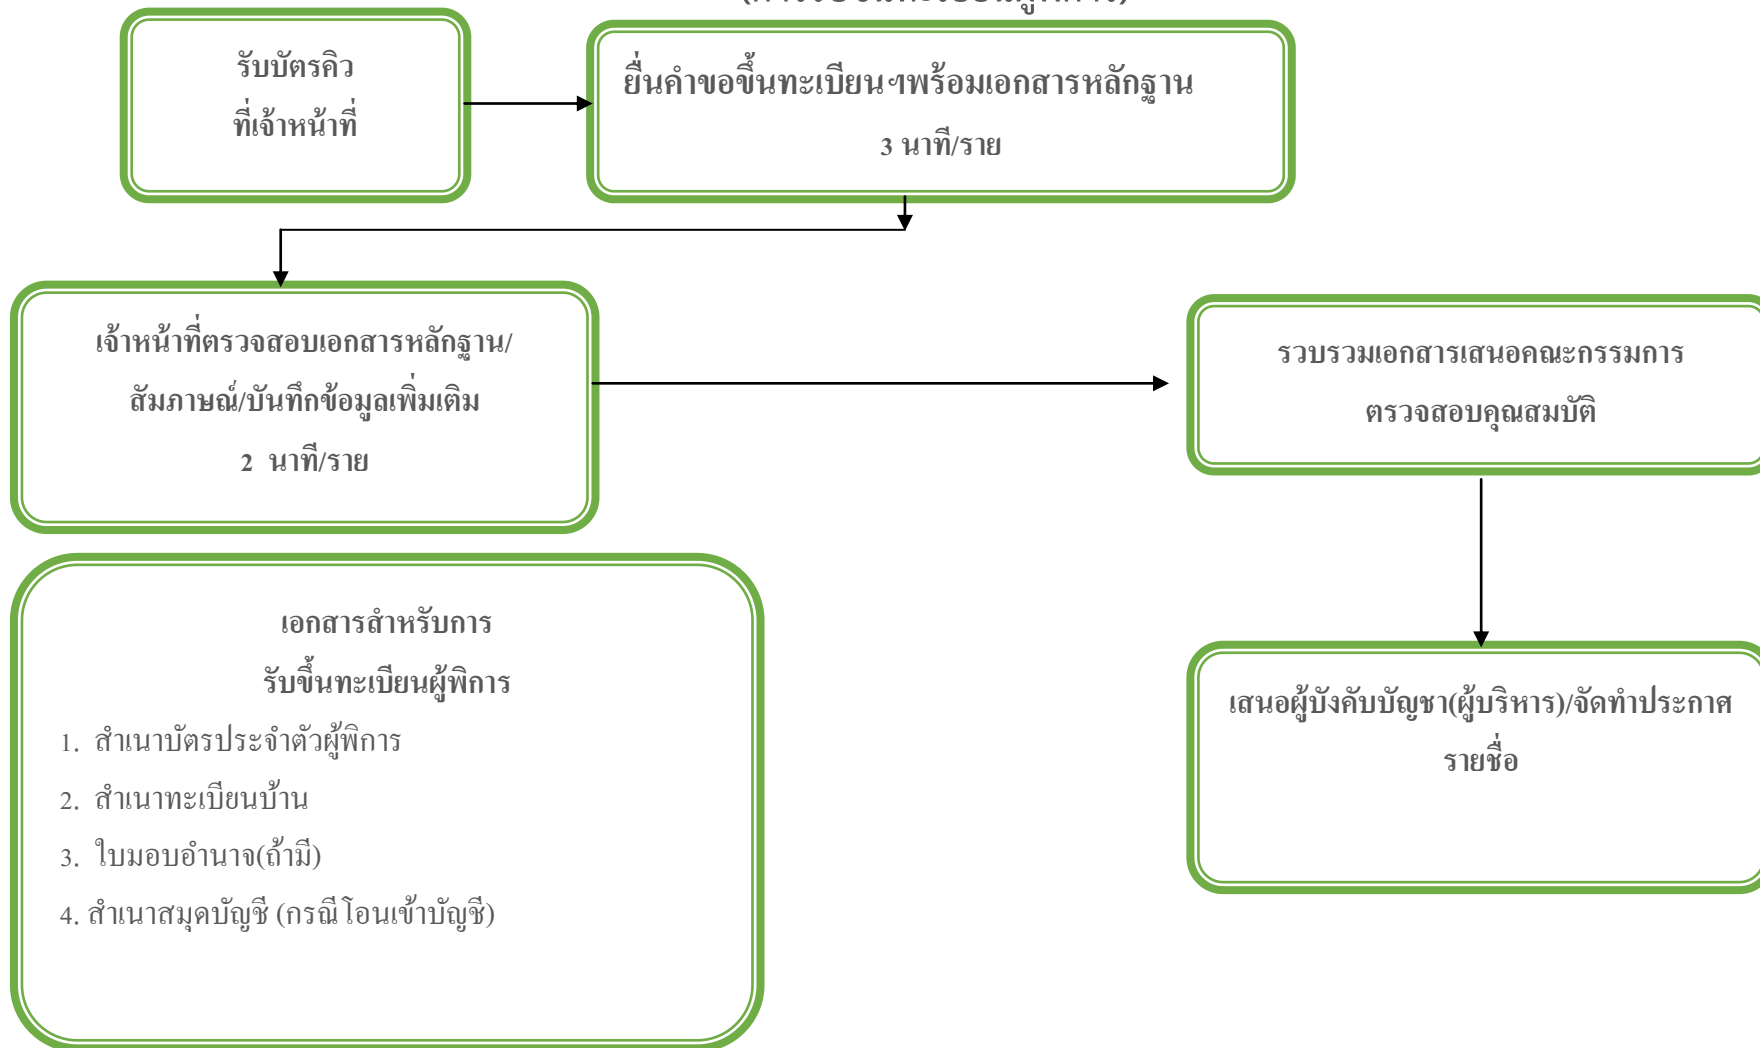 รับบัตรคิว
ที่เจ้าหน้าที่
ยื่นคำขอขึ้นทะเบียนฯพร้อมเอกสารหลักฐาน
3 นาที/ราย
เจ้าหน้าที่ตรวจสอบเอกสารหลักฐาน/
สัมภาษณ์/บันทึกข้อมูลเพิ่มเติม
2 นาที/ราย
รวบรวมเอกสารเสนอคณะกรรมการ
ตรวจสอบคุณสมบัติ
เสนอผู้บังคับบัญชา(ผู้บริหาร)/จัดทำประกาศ
รายชื่อ
เอกสารสำหรับการ
รับขึ้นทะเบียนผู้พิการ
1. สำเนาบัตรประจำตัวผู้พิการ
2. สำเนาทะเบียนบ้าน
3. ใบมอบอำนาจ(ถ้ามี)
4. สำเนาสมุดบัญชี (กรณีโอนเข้าบัญชี)